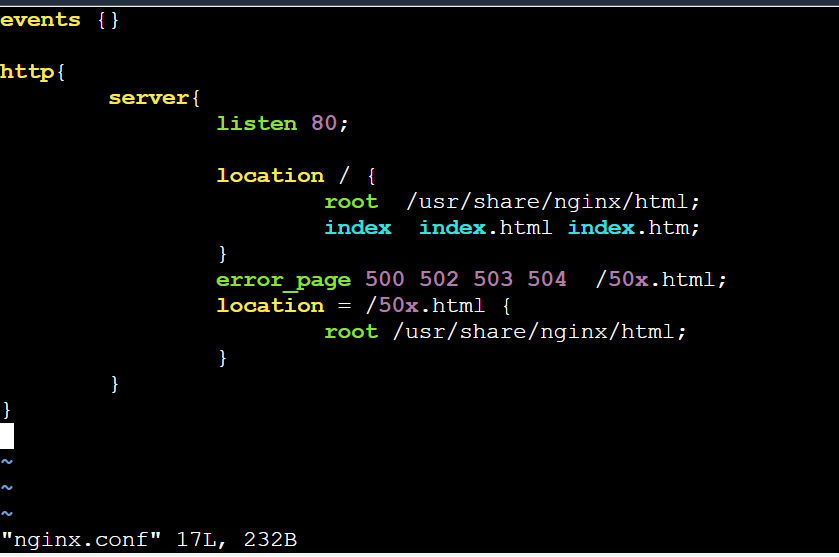 events {}
http{
server{
listen 80;
location / {
root  /usr/share/nginx/html;
index  index.html index.htm;
}
error_page 500 502 503 504  /50x.html;
location = /50x.html {
root /usr/share/nginx/html;
}
}
}
~
~
~
"nginx.conf" 17L, 232B